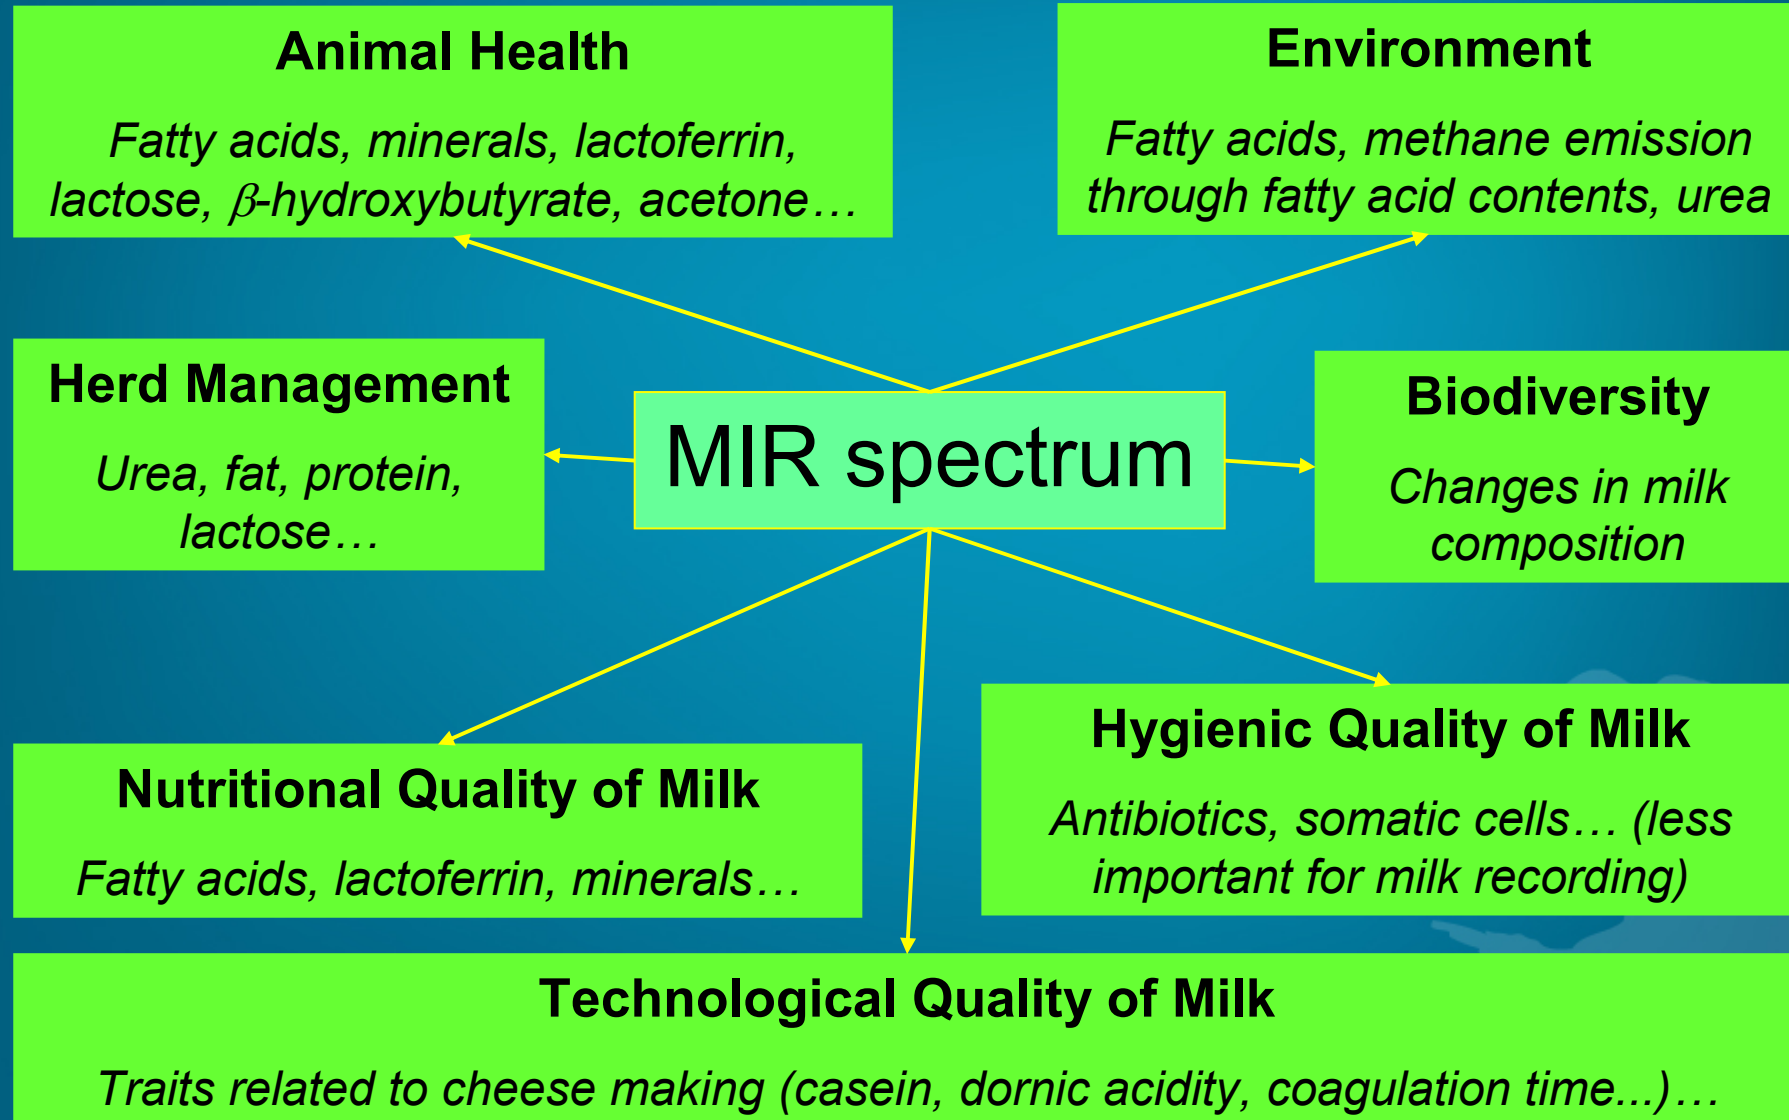 Animal Health
Fatty acids, minerals, lactoferrin,
lactose, β-hydroxybutyrate, acetone…
Environment
Fatty acids, methane emission
through fatty acid contents, urea
Herd Management
Urea, fat, protein,
lactose…
MIR spectrum
Biodiversity
Changes in milk
composition
Nutritional Quality of Milk
Fatty acids, lactoferrin, minerals…
Hygienic Quality of Milk
Antibiotics, somatic cells… (less
important for milk recording)
Technological Quality of Milk
Traits related to cheese making (casein, dornic acidity, coagulation time...)…